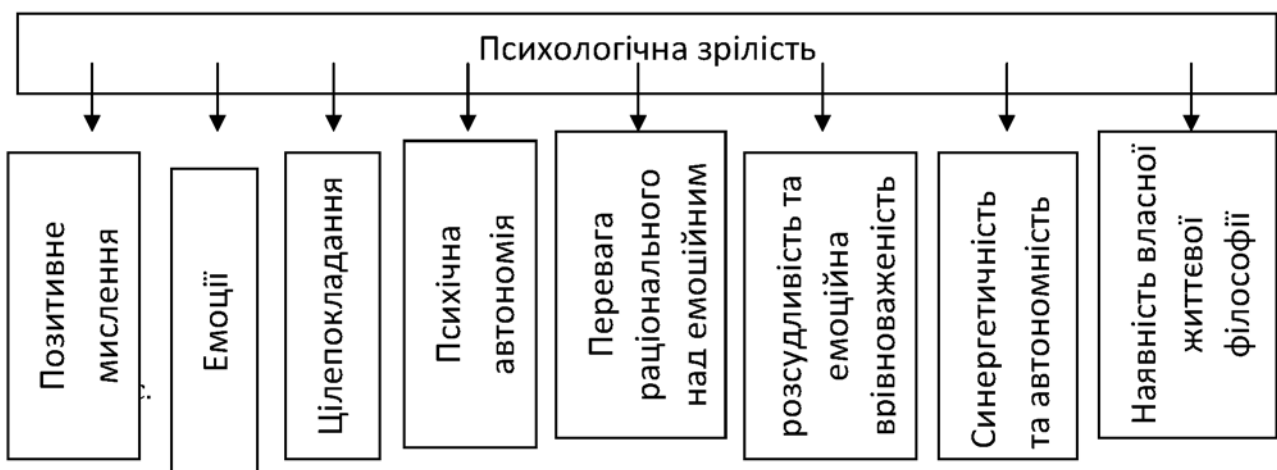 Психологічна зрілість
Позитивне
мислення
Емоції
Цілепокладання
Психічна
автономія
Перевага
раціонального
над емоційним
розсудливість та
емоційна
врівноваженість
Синергетичність
та автономність
Наявність власної
життєвої
філософії